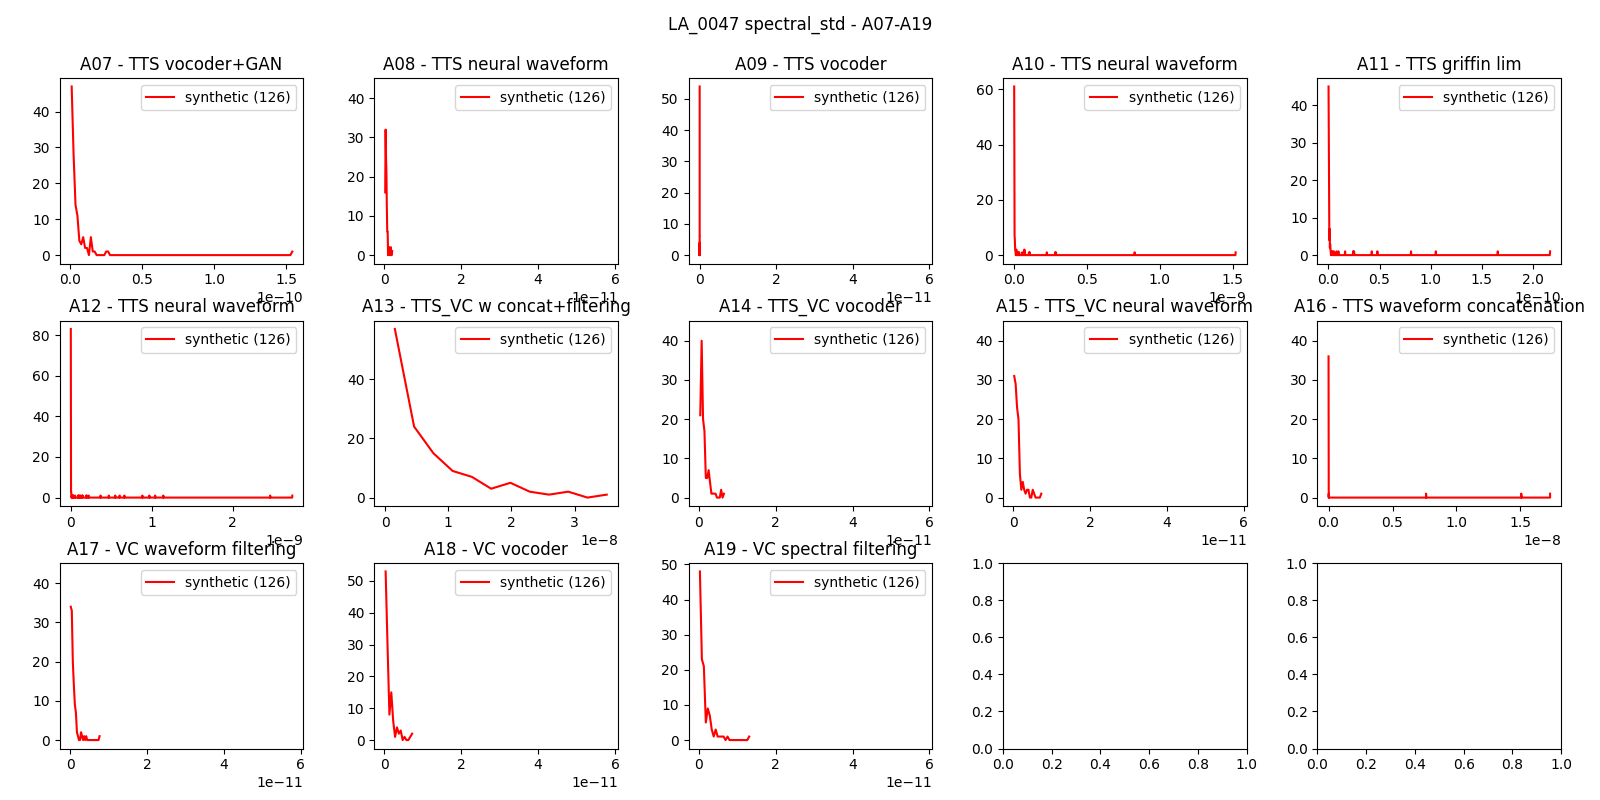 LA_0047 spectral_std - A07-A19
A07 - TTS vocoder+GAN
synthetic (126)
40
30
20
10
0
0.0 0.5 1.0 1.5
1e−10
A08 - TTS neural waveform
synthetic (126)
40
30
20
10
0
0 2 4 6
1e−11
A09 - TTS vocoder
synthetic (126)
50
40
30
20
10
0
0 2 4 6
1e−11
A10 - TTS neural waveform
synthetic (126)
60
40
20
0
0.0 0.5 1.0 1.5
1e−9
A11 - TTS griffin lim
synthetic (126)
40
30
20
10
0
0.0 0.5 1.0 1.5 2.0
1e−10
A12 - TTS neural waveform
synthetic (126)
80
60
40
20
0
0 1 2
1e−9
A13 - TTS_VC w concat+filtering
synthetic (126)
40
20
0
0 1 2 3
1e−8
A14 - TTS_VC vocoder
synthetic (126)
40
30
20
10
0
0 2 4 6
1e−11
A15 - TTS_VC neural waveform
synthetic (126)
40
30
20
10
0
0 2 4 6
1e−11
A16 - TTS waveform concatenation
synthetic (126)
40
30
20
10
0
0.0 0.5 1.0 1.5
1e−8
A17 - VC waveform filtering
synthetic (126)
40
30
20
10
0
0 2 4 6
1e−11
A18 - VC vocoder
synthetic (126)
50
40
30
20
10
0
0 2 4 6
1e−11
A19 - VC spectral filtering
synthetic (126)
50
40
30
20
10
0
0 2 4 6
1e−11
1.0
0.8
0.6
0.4
0.2
0.0
0.0 0.2 0.4 0.6 0.8 1.0
1.0
0.8
0.6
0.4
0.2
0.0
0.0 0.2 0.4 0.6 0.8 1.0